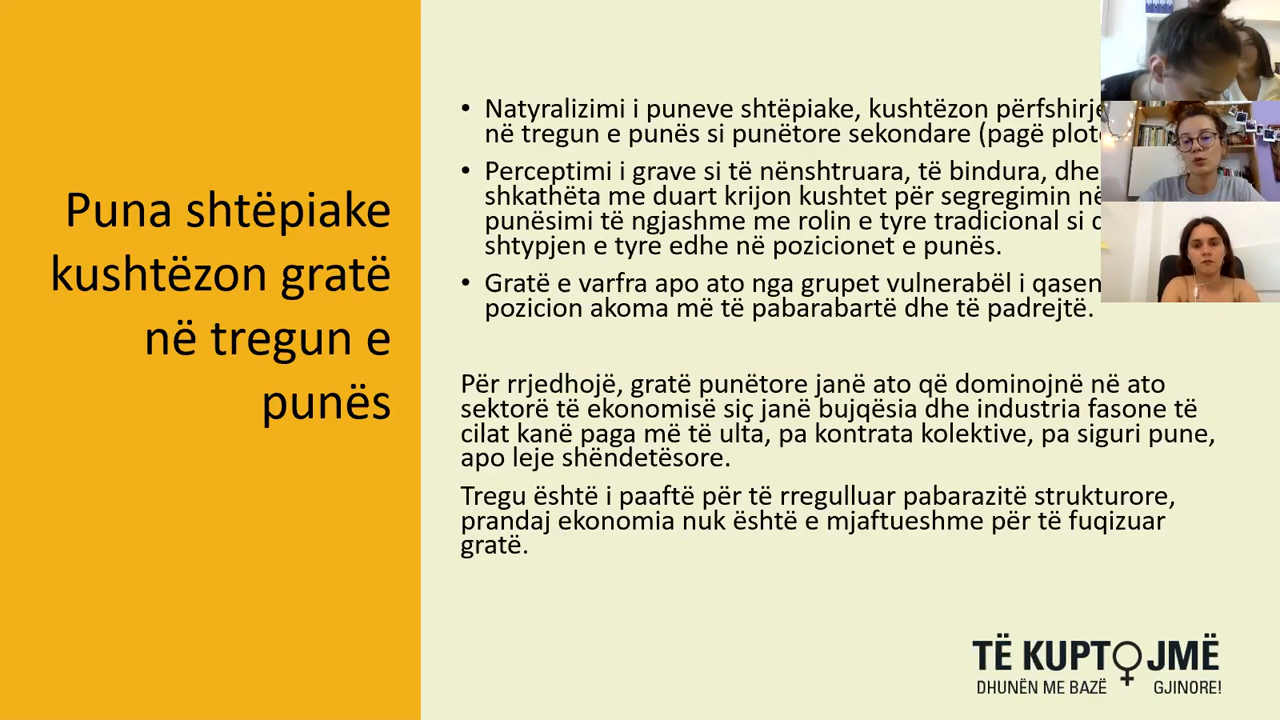 Puna shtëpiake
kushtëzon gratë
në tregun e
punës
• Natyralizimi i puneve shtëpiake, kushtëzon
në tregun e punës si punëtore sekondare (pagë
• Perceptimi i grave si të nënshtruara, të bindura, dhe
shkathëta me duart krijon kushtet për segregimin
punësimi të ngjashme me rolin e tyre tradicional si
shtypjen e tyre edhe në pozicionet e punës.
• Gratë e varfra apo ato nga grupet vulnerabël i
pozicion akoma më të pabarabartë dhe të padrejtë.
Për rrjedhojë, gratë punëtore janë ato që dominojnë në ato
sektorë të ekonomisë siç janë bujqësia dhe industria fasone të
cilat kanë paga më të ulta, pa kontrata kolektive, pa siguri pune,
apo leje shëndetësore.
Tregu është i paaftë për të rregulluar pabarazitë strukturore,
prandaj ekonomia nuk është e mjaftueshme për të fuqizuar
gratë.
TË KUPTOJMË
DHUNËN ME BAZË GJINORE!